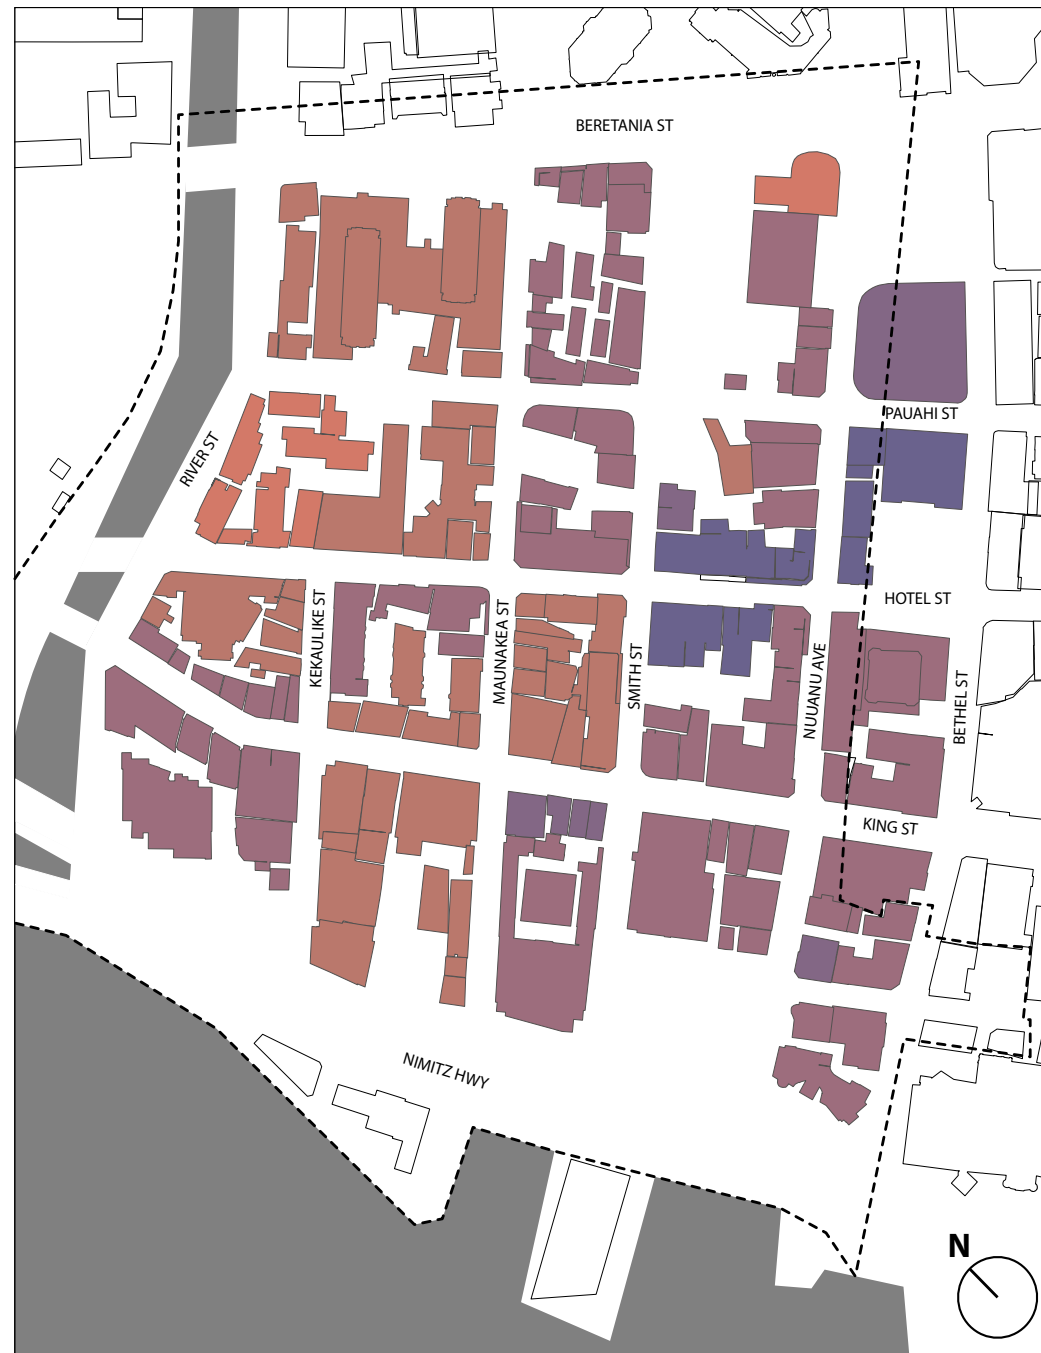 BERETANIA ST
PAUAHI ST
RIVER ST
HOTEL ST
KEKAULIKE ST
MAUNAKEA ST
SMITH ST
NUUANU AVE
BETHEL ST
KING ST
NIMITZ HWY
N